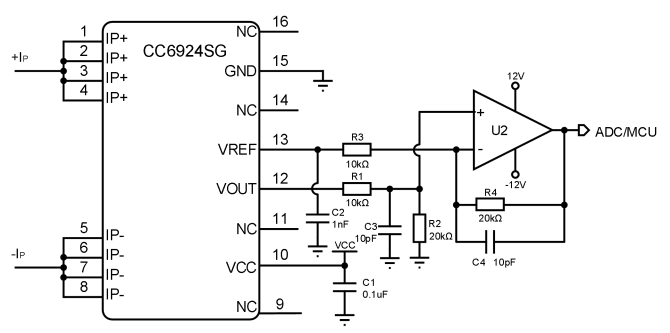 CC6924SG
+IP
1 IP+
2 IP+
3 IP+
4 IP+
-IP
5 IP-
6 IP-
7 IP-
8 IP-
NC 16
GND 15
NC 14
VREF 13
VOUT 12
NC 11
VCC 10
NC 9
R3
10kΩ
R1
10kΩ
C2
1nF
C3
10pF
R2
20kΩ
VCC
C1
0.1uF
12V
+
U2
-
-12V
ADC/MCU
R4
20kΩ
C4 10pF